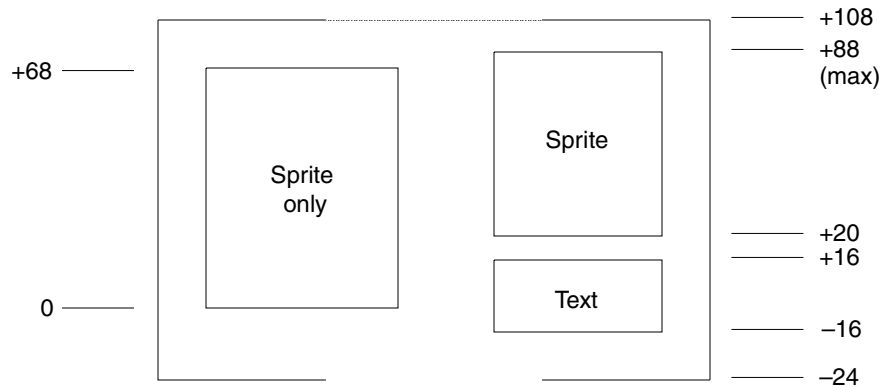 +108
+88
(max)
+68
Sprite
Sprite
only
+20
+16
Text
0
–16
–24